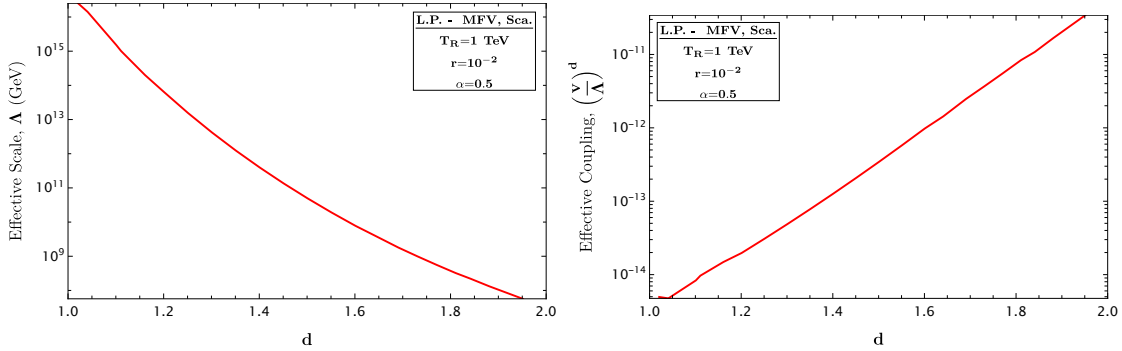 L.P. - MFV, Sca.
T_R=1 TeV
r=10^-2
α=0.5
Effective Scale, Λ (GeV)
10^15
10^13
10^11
10^9
1.0 1.2 1.4 1.6 1.8 2.0
d
L.P. - MFV, Sca.
T_R=1 TeV
r=10^-2
α=0.5
Effective Coupling, (v/Λ)^d
10^-11
10^-12
10^-13
10^-14
1.0 1.2 1.4 1.6 1.8 2.0
d